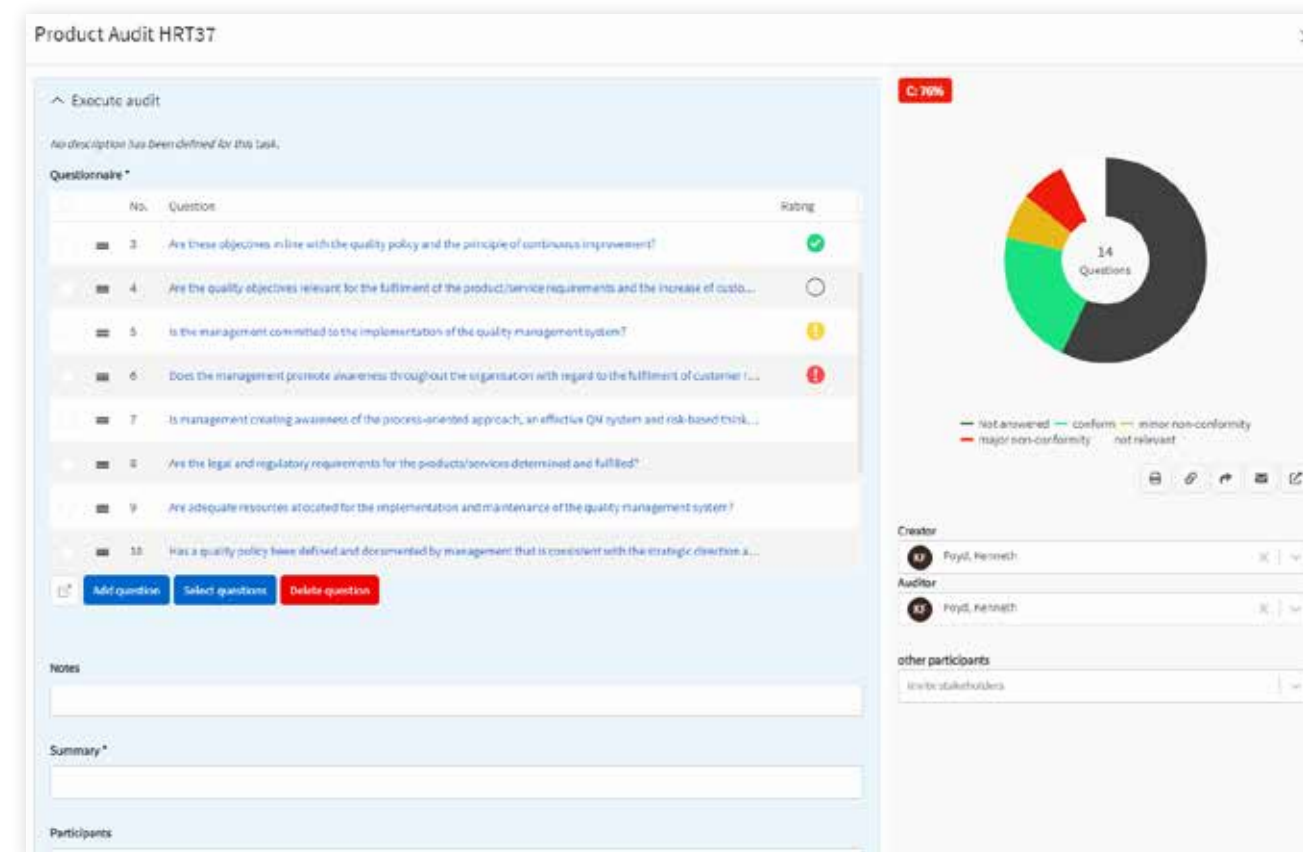 Product Audit HRT37
Execute audit
No description has been defined for this task.
Questionnaire *
No. Question Rating
3 Are these objectives in line with the quality policy and the principle of continuous improvement?
4 Are the quality objectives relevant for the fulfilment of the product/service requirements and the increase of custo...
5 Is the management committed to the implementation of the quality management system?
6 Does the management promote awareness throughout the organisation with regard to the fulfilment of customer r...
7 Is management creating awareness of the process-oriented approach, an effective QM system and risk-based think...
8 Are the legal and regulatory requirements for the products/services determined and fulfilled?
9 Are adequate resources allocated for the implementation and maintenance of the quality management system?
10 Has a quality policy been defined and documented by management that is consistent with the strategic direction a...
Add question Select questions Delete question
Notes
Summary *
Participants
C: 76%
14
Questions
Not answered conform minor non-conformity
major non-conformity not relevant
Creator
KF Foyd, Kenneth
Auditor
KF Foyd, Kenneth
other participants
Invite stakeholders